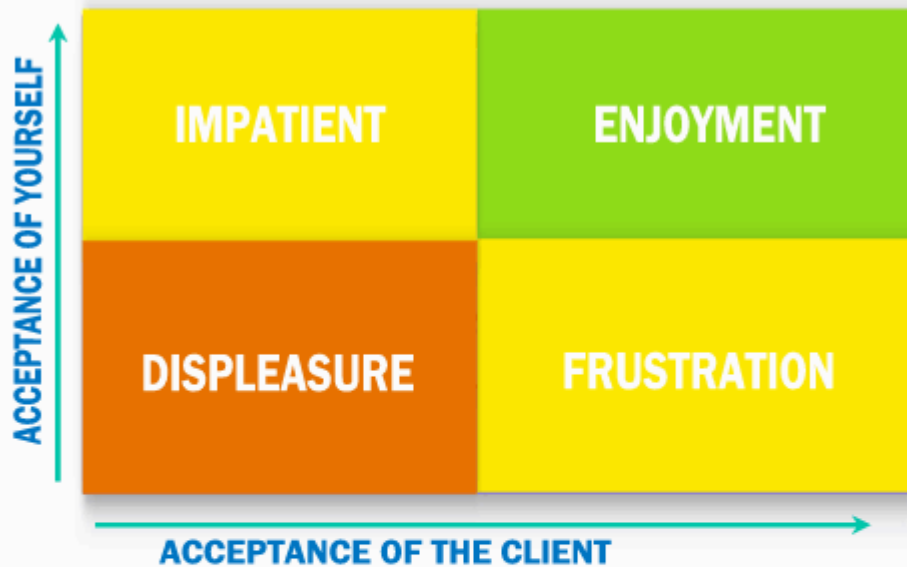 ACCEPTANCE OF YOURSELF
IMPATIENT
ENJOYMENT
DISPLEASURE
FRUSTRATION
ACCEPTANCE OF THE CLIENT